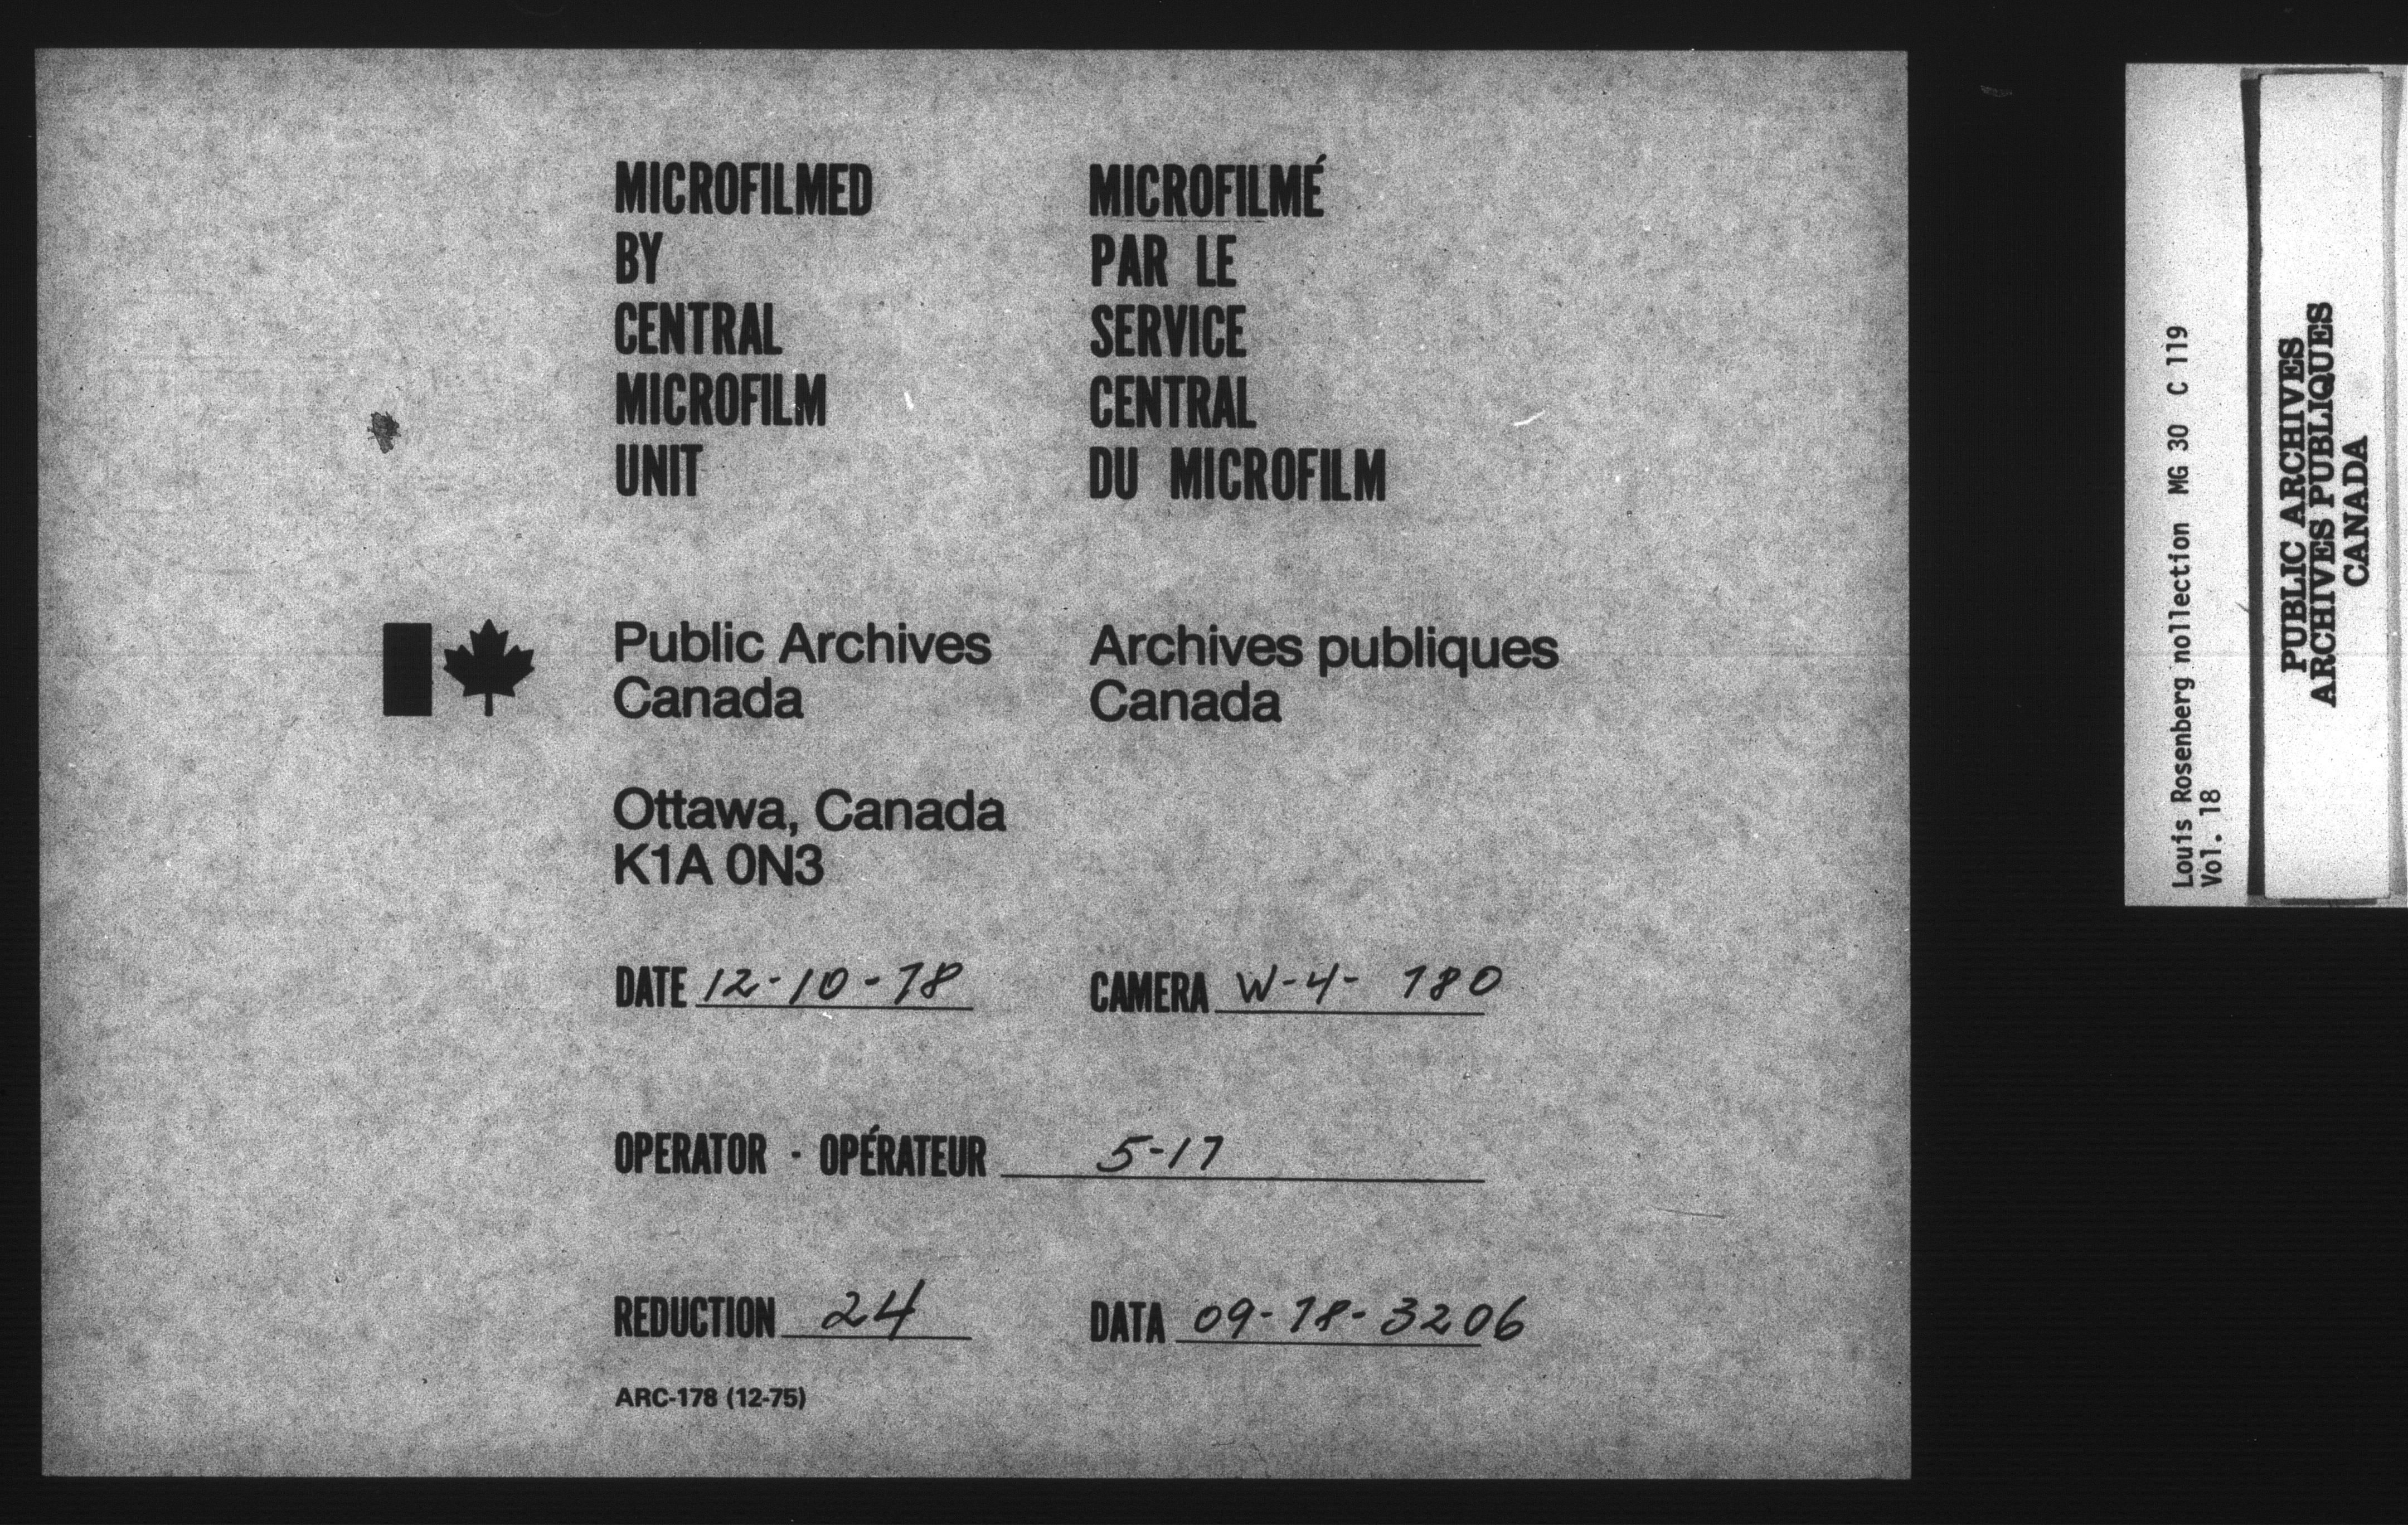 MICROFILMED
BY
CENTRAL
MICROFILM
UNIT
MICROFILMÉ
PAR LE
SERVICE
CENTRAL
DU MICROFILM
Public Archives
Canada
Archives publiques
Canada
Ottawa, Canada
K1A 0N3
DATE 12-10-78
CAMERA W-4- 780
OPERATOR - OPÉRATEUR 5-17
REDUCTION 24
DATA 09-78-3206
ARC-178 (12-75)
Louis Rosenberg nollection MG 30 C 119
Vol. 18
PUBLIC ARCHIVES
ARCHIVES PUBLIQUES
CANADA